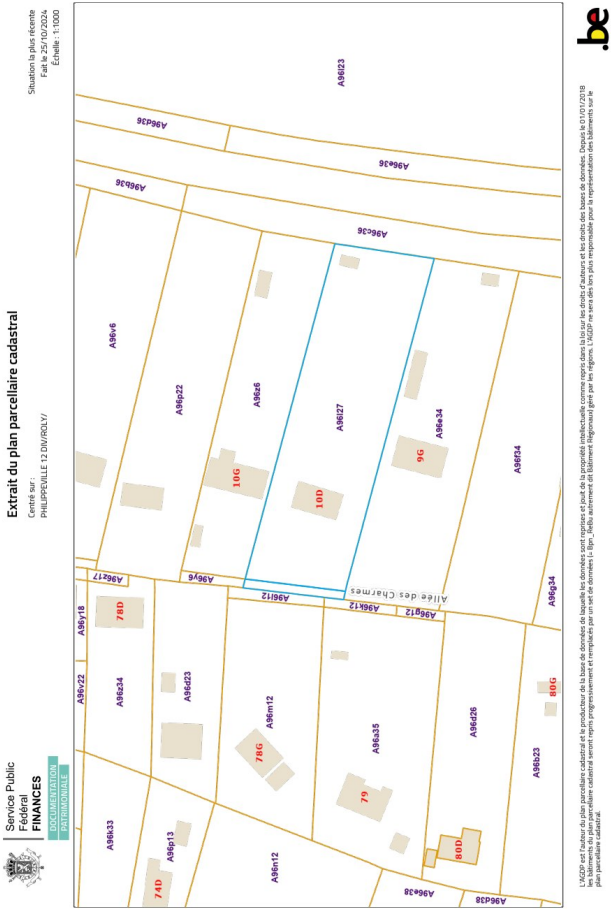 Service Public
Fédéral
FINANCES
DOCUMENTATION
PATRIMONIALE
Extrait du plan parcellaire cadastral
Centré sur :
PHILIPPEVILLE 12 DIV/ROLY/
Situation la plus récente
Fait le 25/10/2024
Échelle : 1:1000
A96k33
A96v22
A96y18
A96z17
A96v6
A96b36
A96d36
A96l23
74D
A96p13
A96z34
78D
A96p22
A96d23
A96y6
10G
A96z6
A96c36
A96e36
A96n12
A96m12
78G
A96l12
10D
A96l27
A96a35
79
A96k12
Allée des Charmes
A96g12
9G
A96e34
A96e38
80D
A96d26
A96f34
A96d38
A96b23
80G
A96g34
L'AGDP est l'auteur du plan parcellaire cadastral et le producteur de la base de données de laquelle les données sont reprises et jouit de la propriété intellectuelle comme repris dans la loi sur les droits d'auteurs et les droits des bases de données. Depuis le 01/01/2018
les bâtiments du plan parcellaire cadastral seront repris progressivement et remplacés par un set de données (« Bpn_ReBu autrement dit Bâtiment Régionaux) géré par les régions. L'AGDP ne sera dès lors plus responsable pour la représentation des bâtiments sur le
plan parcellaire cadastral.
.be